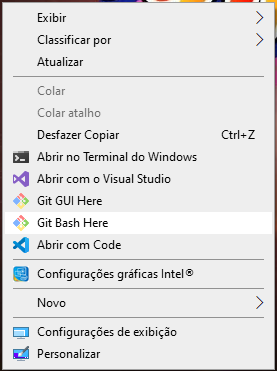 Exibir
Classificar por
Atualizar
Colar
Colar atalho
Desfazer Copiar Ctrl+Z
Abrir no Terminal do Windows
Abrir com o Visual Studio
Git GUI Here
Git Bash Here
Abrir com Code
Configurações gráficas Intel®
Novo
Configurações de exibição
Personalizar